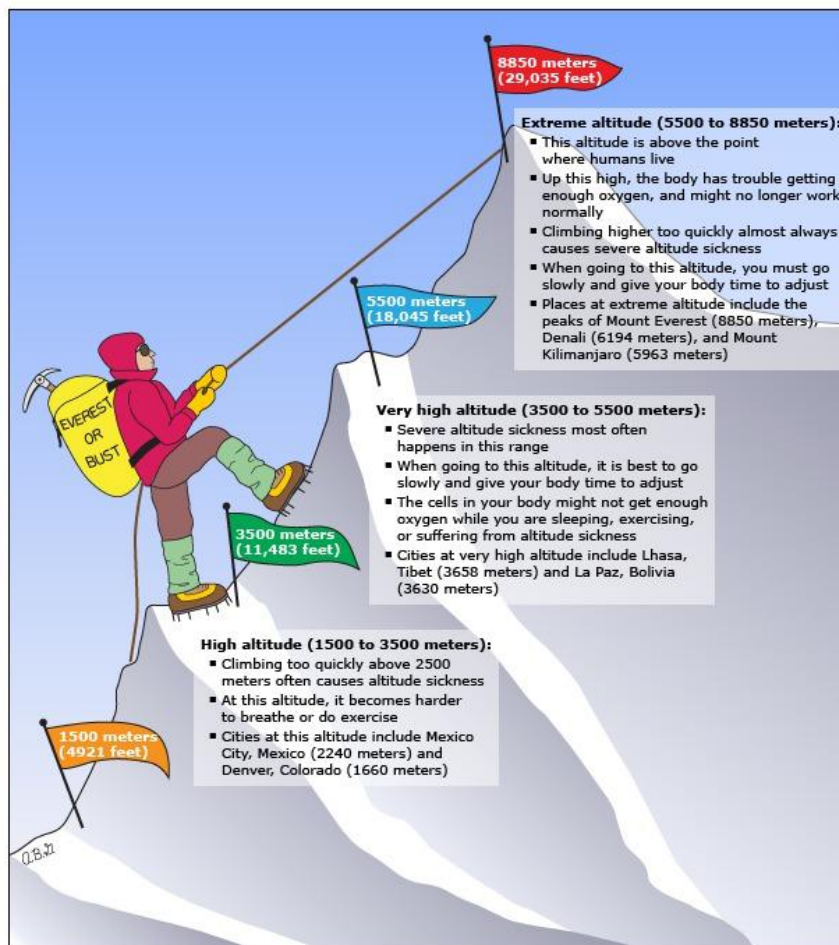 8850 meters
(29,035 feet)
Extreme altitude (5500 to 8850 meters):
▪ This altitude is above the point
where humans live
▪ Up this high, the body has trouble getting
enough oxygen, and might no longer work
normally
▪ Climbing higher too quickly almost always
causes severe altitude sickness
▪ When going to this altitude, you must go
slowly and give your body time to adjust
▪ Places at extreme altitude include the
peaks of Mount Everest (8850 meters),
Denali (6194 meters), and Mount
Kilimanjaro (5963 meters)
5500 meters
(18,045 feet)
EVEREST
OR
BUST
Very high altitude (3500 to 5500 meters):
▪ Severe altitude sickness most often
happens in this range
▪ When going to this altitude, it is best to go
slowly and give your body time to adjust
▪ The cells in your body might not get enough
oxygen while you are sleeping, exercising,
or suffering from altitude sickness
▪ Cities at very high altitude include Lhasa,
Tibet (3658 meters) and La Paz, Bolivia
(3630 meters)
3500 meters
(11,483 feet)
High altitude (1500 to 3500 meters):
▪ Climbing too quickly above 2500
meters often causes altitude sickness
▪ At this altitude, it becomes harder
to breathe or do exercise
▪ Cities at this altitude include Mexico
City, Mexico (2240 meters) and
Denver, Colorado (1660 meters)
1500 meters
(4921 feet)